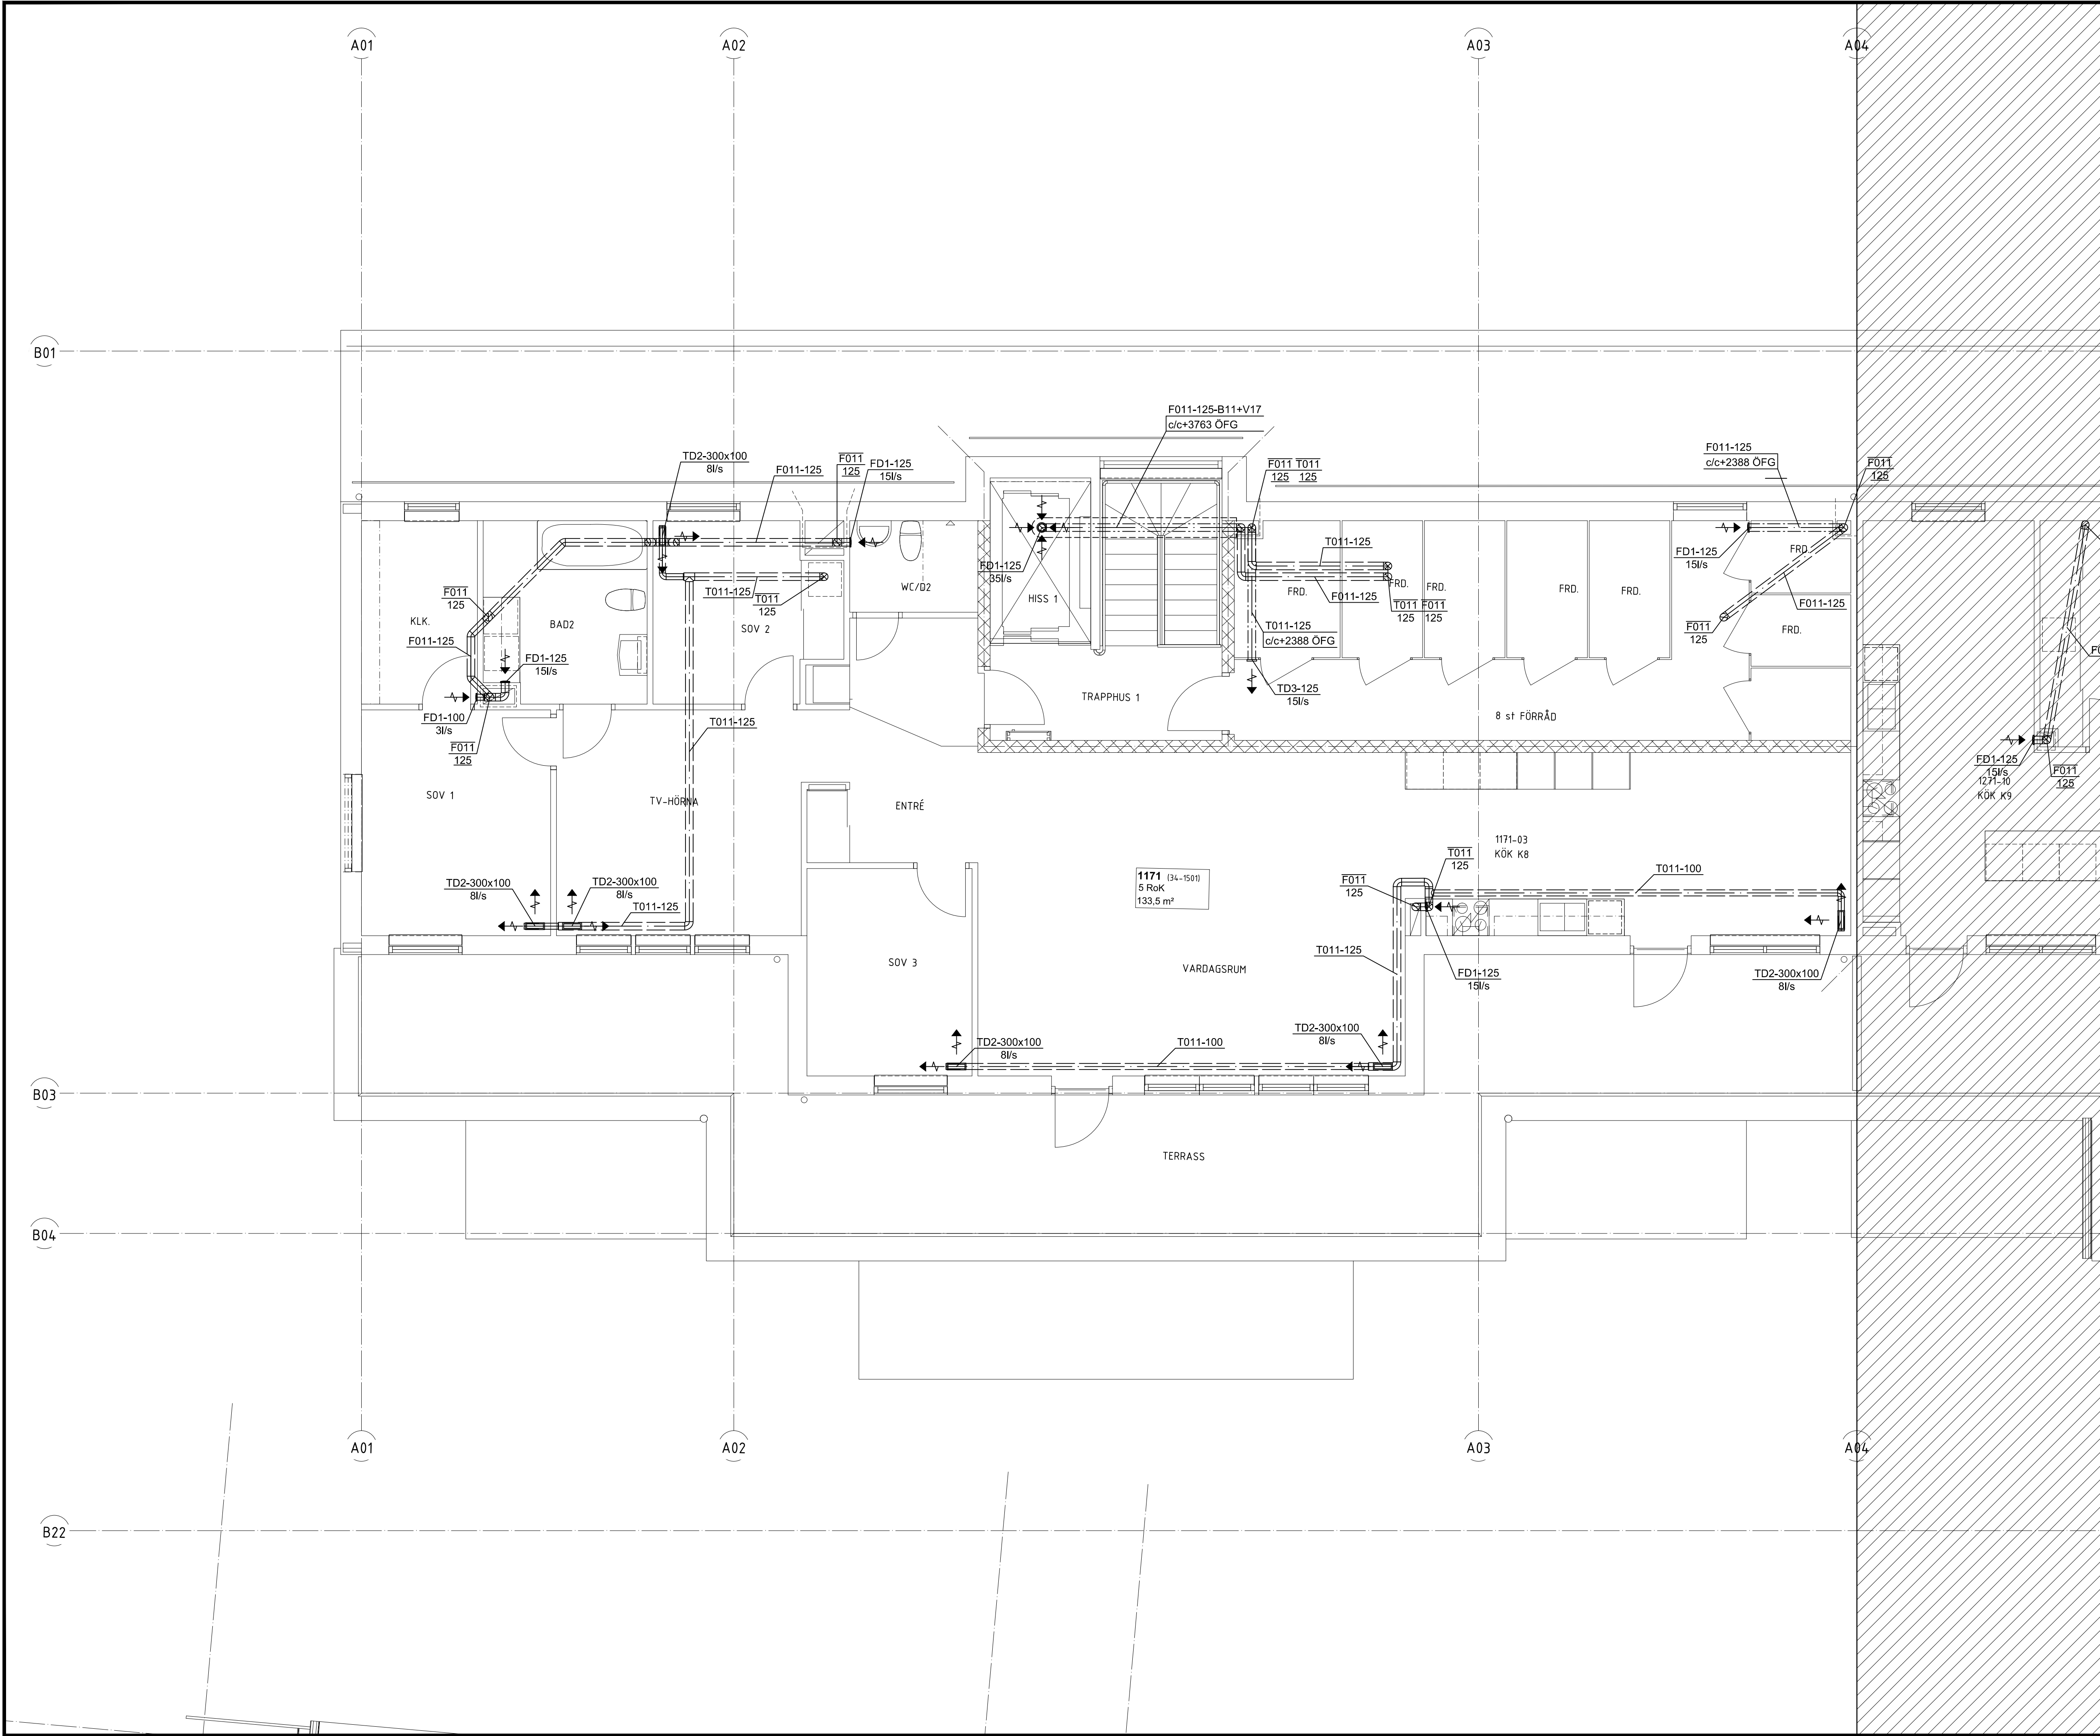 A01
A02
A03
A04
B01
F011-125-B11+V17
c/c+3763 ÖFG
TD2-300x100
8l/s
F011-125
F011
125
FD1-125
15l/s
F011 T011
125 125
F011-125
c/c+2388 ÖFG
F011
125
T011-125
FD1-125
35l/s
FD1-125
15l/s
FRD.
T011-125
T011
125
WC/D2
HISS 1
FRD.
F011-125
FRD.
FRD.
FRD.
FRD.
F011
125
T011 F011
125 125
F011-125
KLK.
BAD2
SOV 2
T011-125
c/c+2388 ÖFG
F011
125
FRD.
F011-125
FD1-125
15l/s
TRAPPHUS 1
TD3-125
15l/s
FD1-100
3l/s
T011-125
8 st FÖRRÅD
F011
125
FD1-125
15l/s
F011
125
1271-10
KÖK K9
SOV 1
TV-HÖRNA
ENTRÉ
1171-03
KÖK K8
T011
125
1171 (34-1501)
5 RoK
133,5 m²
T011-100
TD2-300x100
8l/s
TD2-300x100
8l/s
F011
125
T011-125
T011-125
SOV 3
VARDAGSRUM
FD1-125
15l/s
TD2-300x100
8l/s
TD2-300x100
8l/s
T011-100
TD2-300x100
8l/s
B03
TERRASS
B04
A01
A02
A03
A04
B22